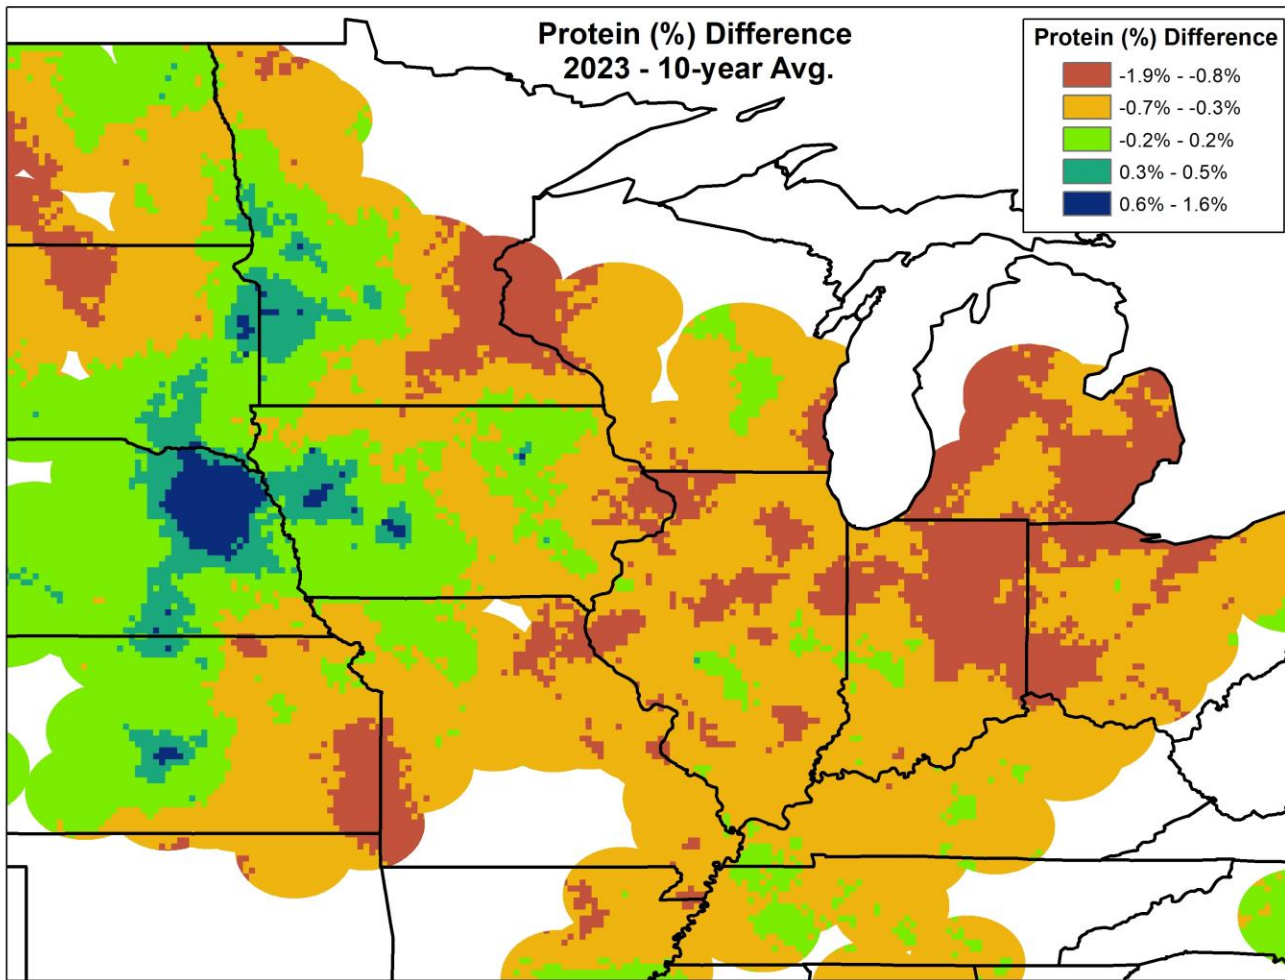 Protein (%) Difference
2023 - 10-year Avg.
Protein (%) Difference
-1.9% - -0.8%
-0.7% - -0.3%
-0.2% - 0.2%
0.3% - 0.5%
0.6% - 1.6%